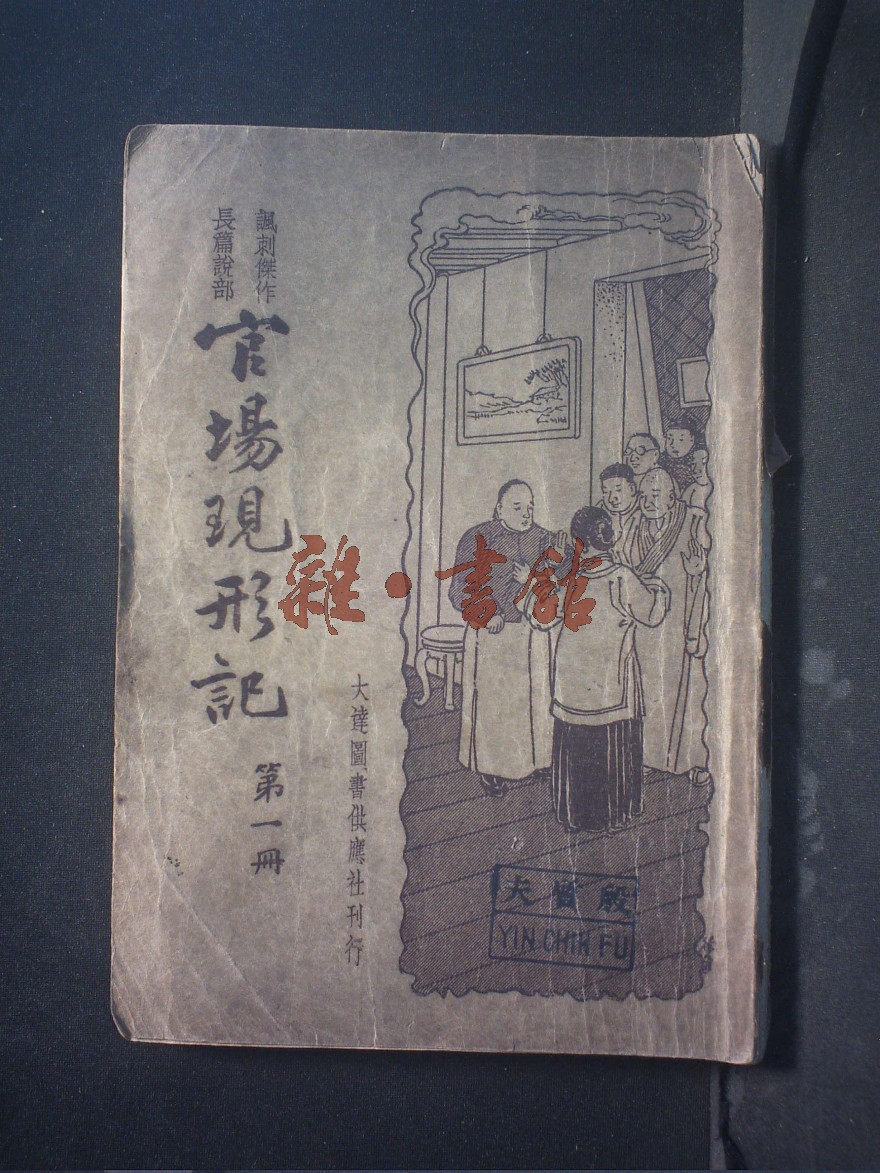 諷刺傑作
長篇說部
官場現形記
第一冊
大達圖書供應社刊行
雜·書館
夫質殷
YIN CHIH FU